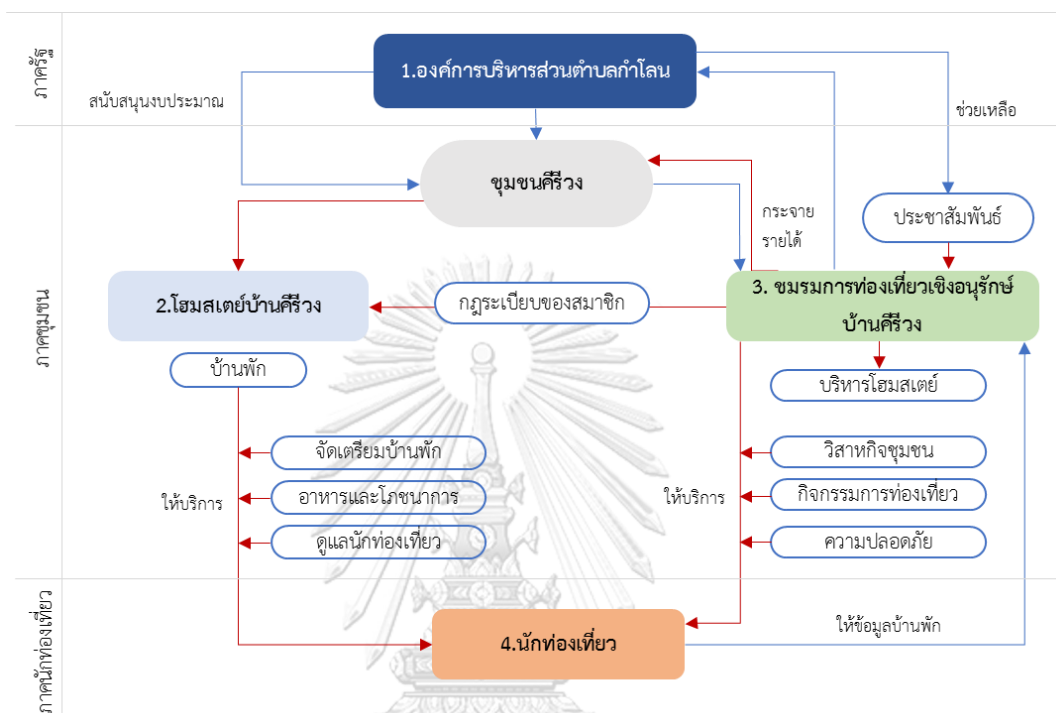 ภาครัฐ
1.องค์การบริหารส่วนตำบลกำโลน
สนับสนุนงบประมาณ
ช่วยเหลือ
ภาคชุมชน
ชุมชนคีรีวง
กระจาย
รายได้
ประชาสัมพันธ์
2.โฮมสเตย์บ้านคีรีวง
กฎระเบียบของสมาชิก
3. ชมรมการท่องเที่ยวเชิงอนุรักษ์
บ้านคีรีวง
บ้านพัก
บริหารโฮมสเตย์
จัดเตรียมบ้านพัก
วิสาหกิจชุมชน
ให้บริการ
อาหารและโภชนาการ
ให้บริการ
กิจกรรมการท่องเที่ยว
ดูแลนักท่องเที่ยว
ความปลอดภัย
ภาคนักท่องเที่ยว
4.นักท่องเที่ยว
ให้ข้อมูลบ้านพัก